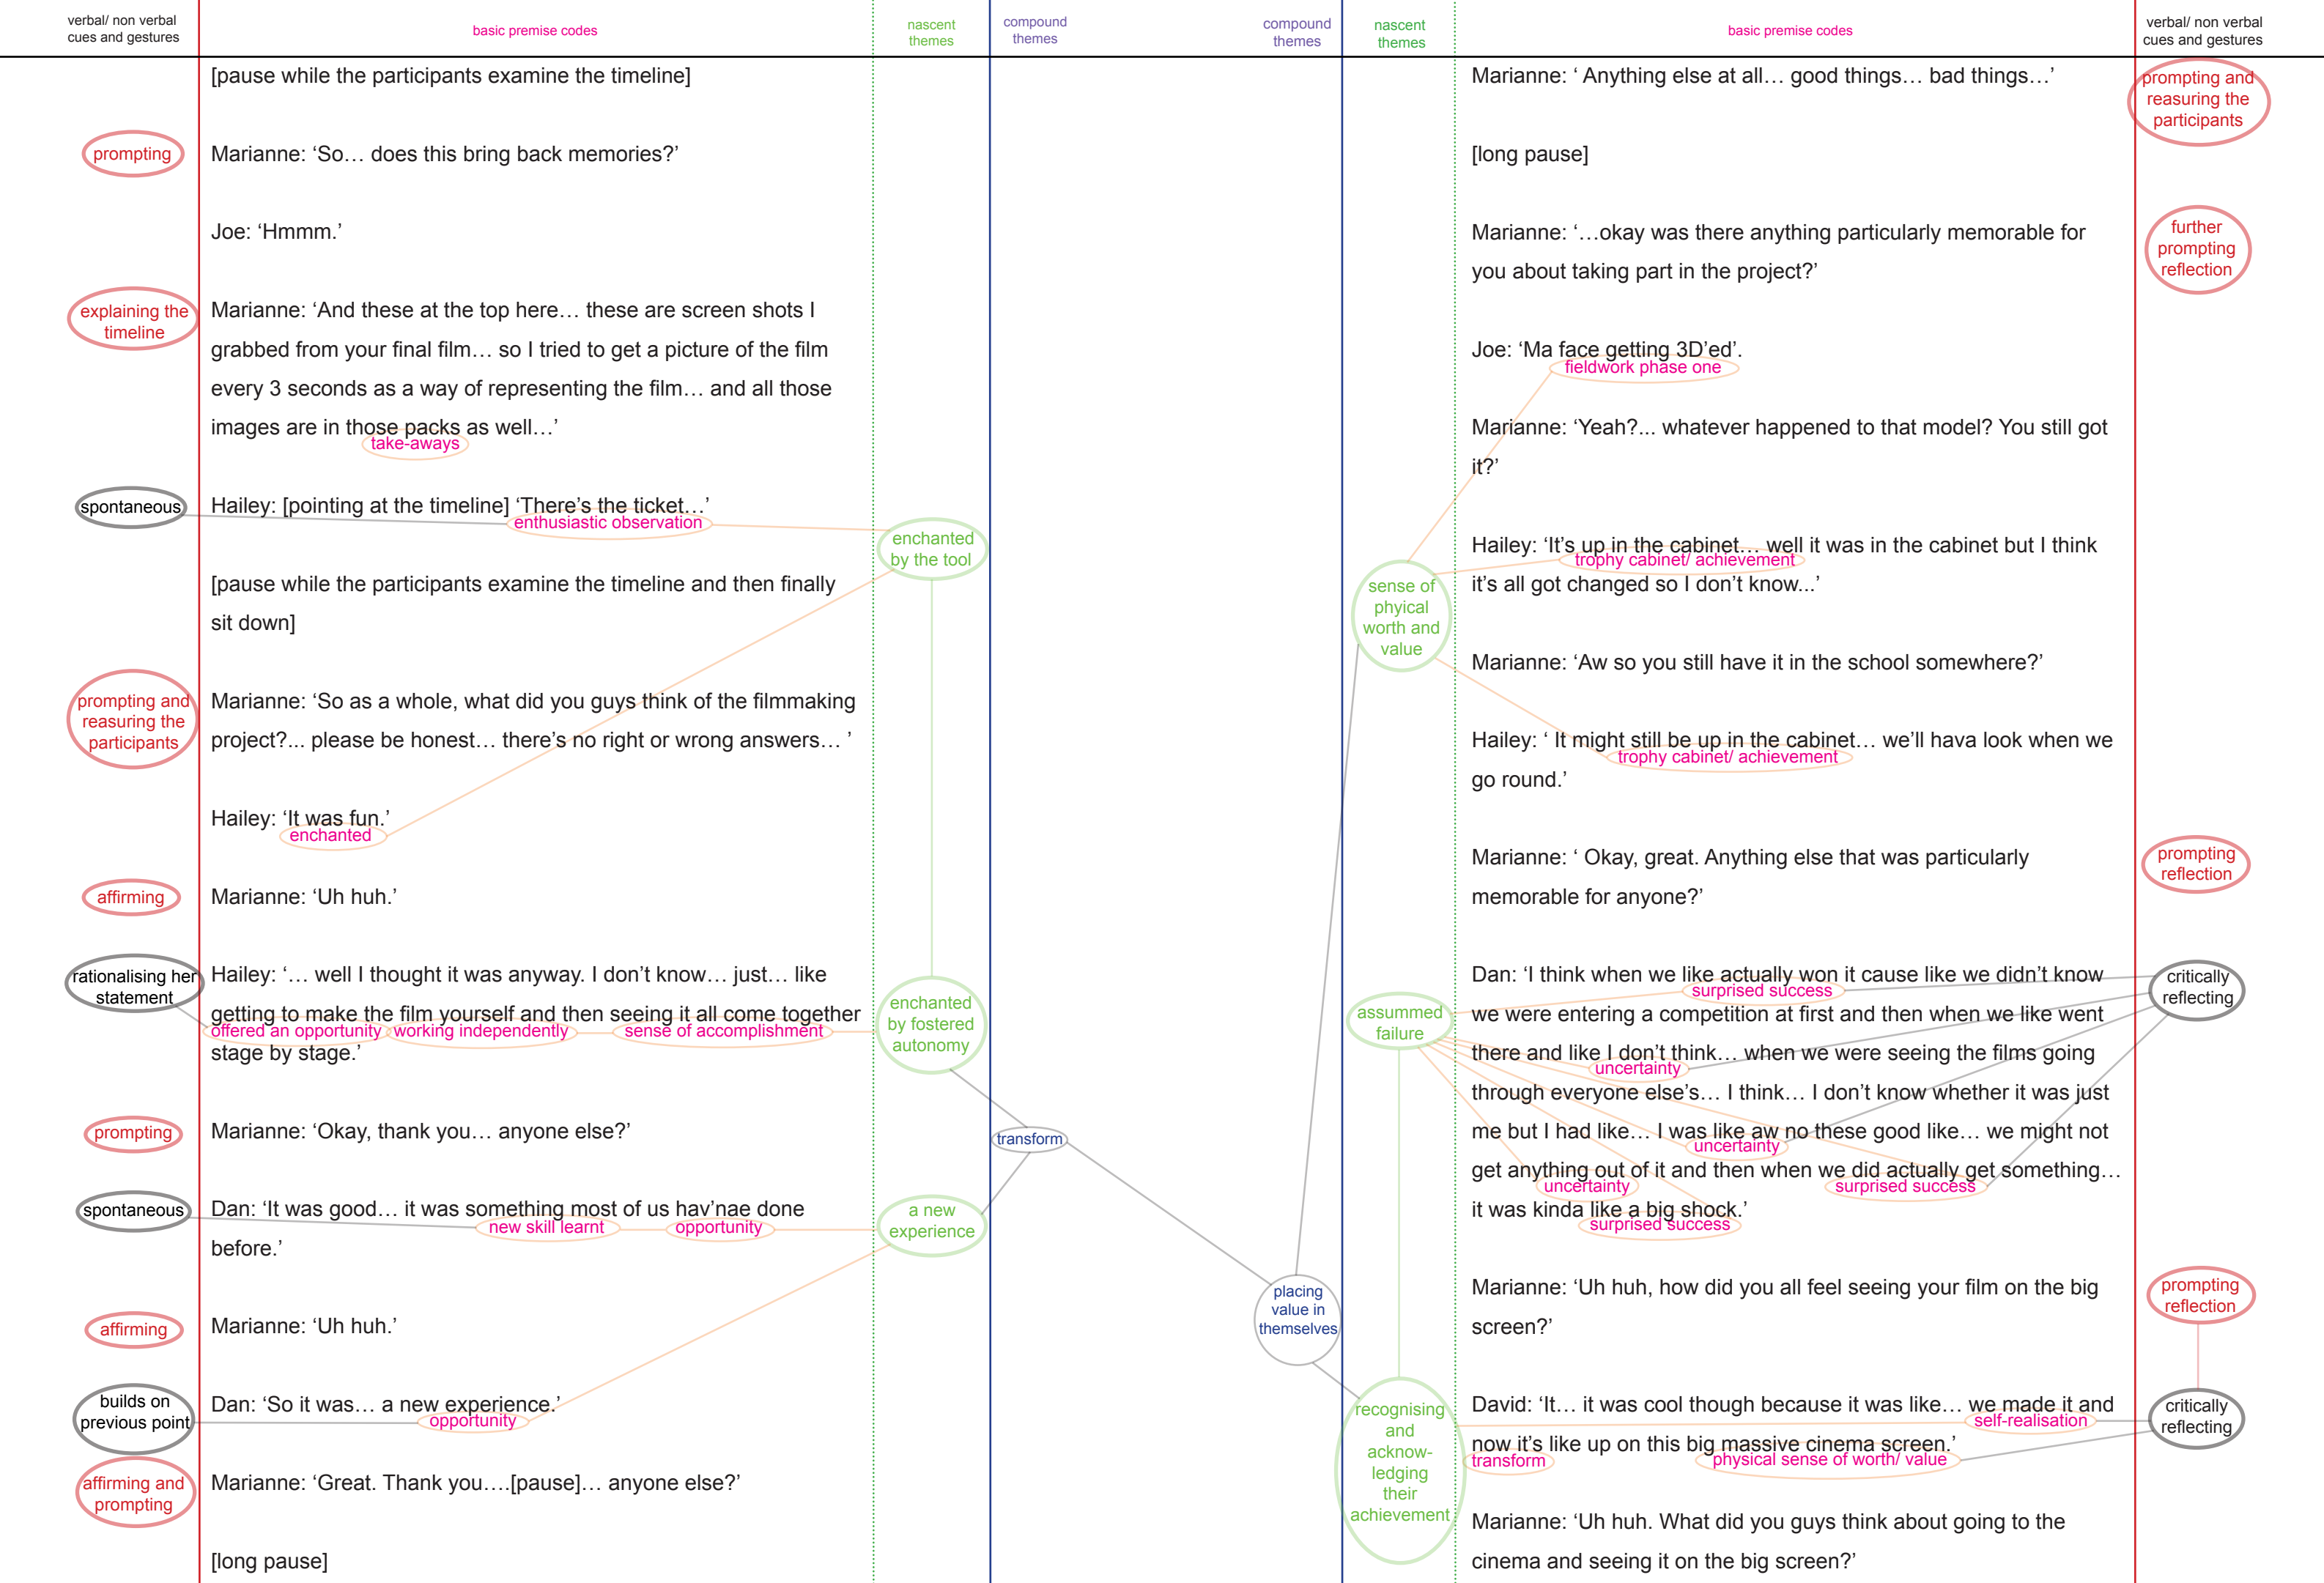 verbal/ non verbal
cues and gestures
basic premise codes
nascent
themes
compound
themes
[pause while the participants examine the timeline]
prompting
Marianne: ‘So… does this bring back memories?’
Joe: ‘Hmmm.’
explaining the
timeline
Marianne: ‘And these at the top here… these are screen shots I
grabbed from your final film… so I tried to get a picture of the film
every 3 seconds as a way of representing the film… and all those
images are in those packs as well…’
take-aways
spontaneous
Hailey: [pointing at the timeline] ‘There’s the ticket…’
enthusiastic observation
enchanted
by the tool
[pause while the participants examine the timeline and then finally
sit down]
prompting and
reasuring the
participants
Marianne: ‘So as a whole, what did you guys think of the filmmaking
project?... please be honest… there’s no right or wrong answers… ’
Hailey: ‘It was fun.’
enchanted
affirming
Marianne: ‘Uh huh.’
rationalising her
statement
Hailey: ‘… well I thought it was anyway. I don’t know… just… like
getting to make the film yourself and then seeing it all come together
offered an opportunity working independently sense of accomplishment
stage by stage.’
enchanted
by fostered
autonomy
prompting
Marianne: ‘Okay, thank you… anyone else?’
transform
spontaneous
Dan: ‘It was good… it was something most of us hav’nae done
new skill learnt opportunity
before.’
a new
experience
affirming
Marianne: ‘Uh huh.’
builds on
previous point
Dan: ‘So it was… a new experience.’
opportunity
affirming and
prompting
Marianne: ‘Great. Thank you….[pause]… anyone else?’
[long pause]
compound
themes
nascent
themes
basic premise codes
verbal/ non verbal
cues and gestures
Marianne: ‘ Anything else at all… good things… bad things…’
prompting and
reasuring the
participants
[long pause]
Marianne: ‘…okay was there anything particularly memorable for
you about taking part in the project?’
further
prompting
reflection
Joe: ‘Ma face getting 3D’ed’.
fieldwork phase one
Marianne: ‘Yeah?... whatever happened to that model? You still got
it?’
Hailey: ‘It’s up in the cabinet… well it was in the cabinet but I think
trophy cabinet/ achievement
it’s all got changed so I don’t know...’
sense of
phyical
worth and
value
Marianne: ‘Aw so you still have it in the school somewhere?’
Hailey: ‘ It might still be up in the cabinet… we’ll hava look when we
trophy cabinet/ achievement
go round.’
Marianne: ‘ Okay, great. Anything else that was particularly
memorable for anyone?’
prompting
reflection
Dan: ‘I think when we like actually won it cause like we didn’t know
surprised success
we were entering a competition at first and then when we like went
there and like I don’t think… when we were seeing the films going
uncertainty
through everyone else’s… I think… I don’t know whether it was just
me but I had like… I was like aw no these good like… we might not
uncertainty
get anything out of it and then when we did actually get something…
uncertainty surprised success
it was kinda like a big shock.’
surprised success
critically
reflecting
assummed
failure
Marianne: ‘Uh huh, how did you all feel seeing your film on the big
screen?’
prompting
reflection
placing
value in
themselves
David: ‘It… it was cool though because it was like… we made it and
self-realisation
now it’s like up on this big massive cinema screen.’
transform physical sense of worth/ value
critically
reflecting
recognising
and
acknow-
ledging
their
achievement
Marianne: ‘Uh huh. What did you guys think about going to the
cinema and seeing it on the big screen?’